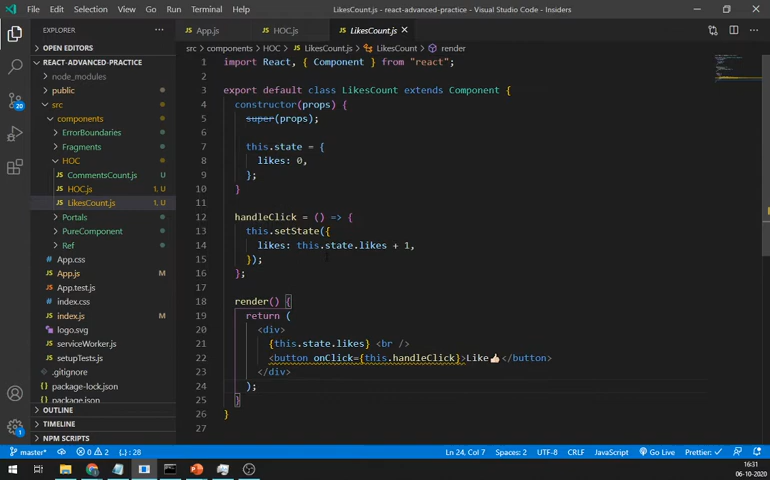 File Edit Selection View Go Run Terminal Help LikesCount.js - react-advanced-practice - Visual Studio Code - Insiders
EXPLORER
OPEN EDITORS
REACT-ADVANCED-PRACTICE
node_modules
public
src
components
ErrorBoundaries
Fragments
HOC
CommentsCount.js U
HOC.js 1, U
LikesCount.js 1, U
Portals
PureComponent
Ref
App.css
App.js M
App.test.js
index.css
index.js M
logo.svg
serviceWorker.js
setupTests.js
.gitignore
package-lock.json
package.json
OUTLINE
TIMELINE
NPM SCRIPTS
20
1
App.js HOC.js LikesCount.js
src > components > HOC > LikesCount.js > LikesCount > render
1 import React, { Component } from "react";
2
3 export default class LikesCount extends Component {
4 constructor(props) {
5 super(props);
6
7 this.state = {
8 likes: 0,
9 };
10 }
11
12 handleClick = () => {
13 this.setState({
14 likes: this.state.likes + 1,
15 });
16 };
17
18 render() {
19 return (
20 <div>
21 {this.state.likes} <br />
22 <button onClick={this.handleClick}>Like👍🏻</button>
23 </div>
24 );
25 }
26 }
27
master* 0 2 {..}: 28 Ln 24, Col 7 Spaces: 2 UTF-8 CRLF JavaScript Go Live Prettier: ✓
16:31
06-10-2020